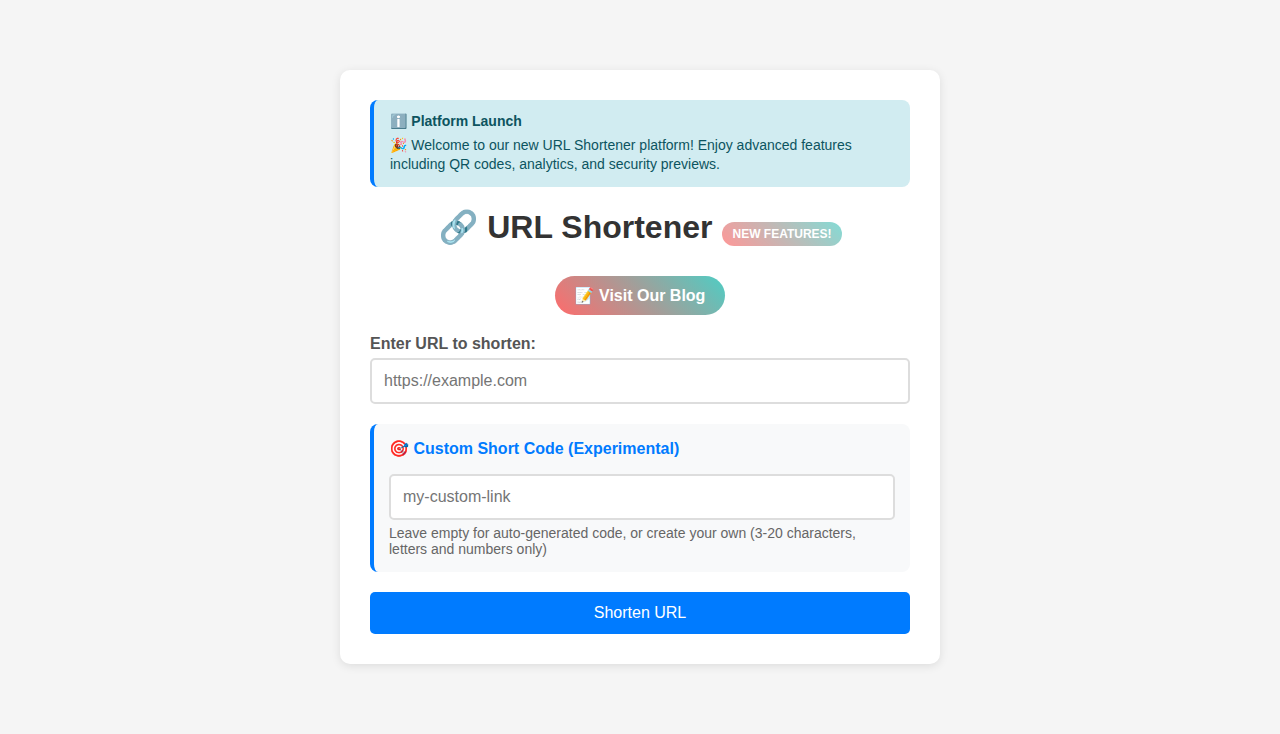 ℹ️ Platform Launch
🎉 Welcome to our new URL Shortener platform! Enjoy advanced features
including QR codes, analytics, and security previews.
🔗 URL Shortener NEW FEATURES!
📝 Visit Our Blog
Enter URL to shorten:
https://example.com
🎯 Custom Short Code (Experimental)
my-custom-link
Leave empty for auto-generated code, or create your own (3-20 characters,
letters and numbers only)
Shorten URL